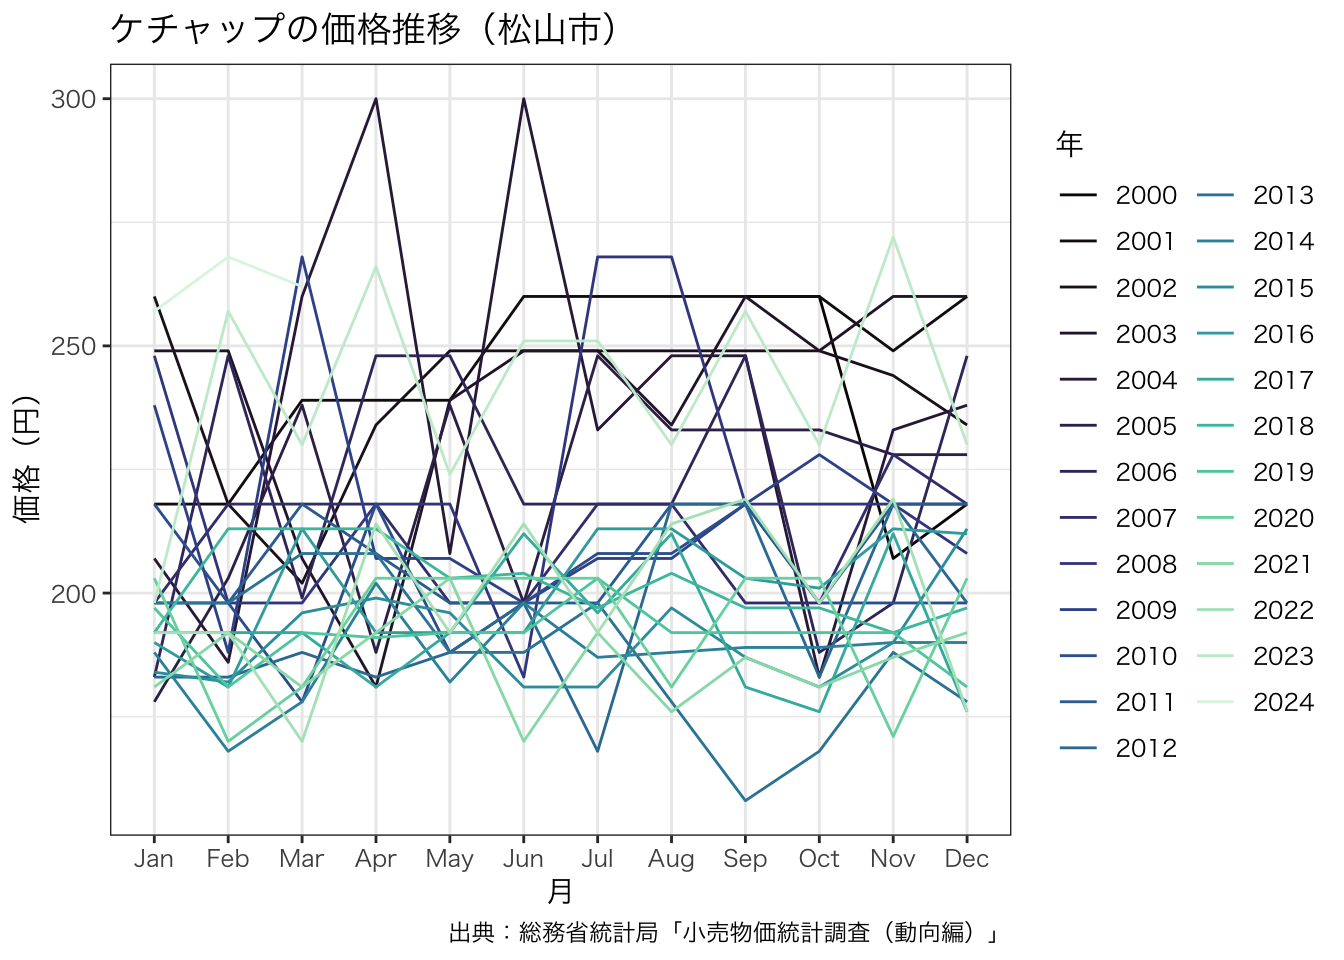 ケチャップの価格推移（松山市）
300
250
200
価格（円）
Jan Feb Mar Apr May Jun Jul Aug Sep Oct Nov Dec
月
年
2000 2013
2001 2014
2002 2015
2003 2016
2004 2017
2005 2018
2006 2019
2007 2020
2008 2021
2009 2022
2010 2023
2011 2024
2012
出典：総務省統計局「小売物価統計調査（動向編）」